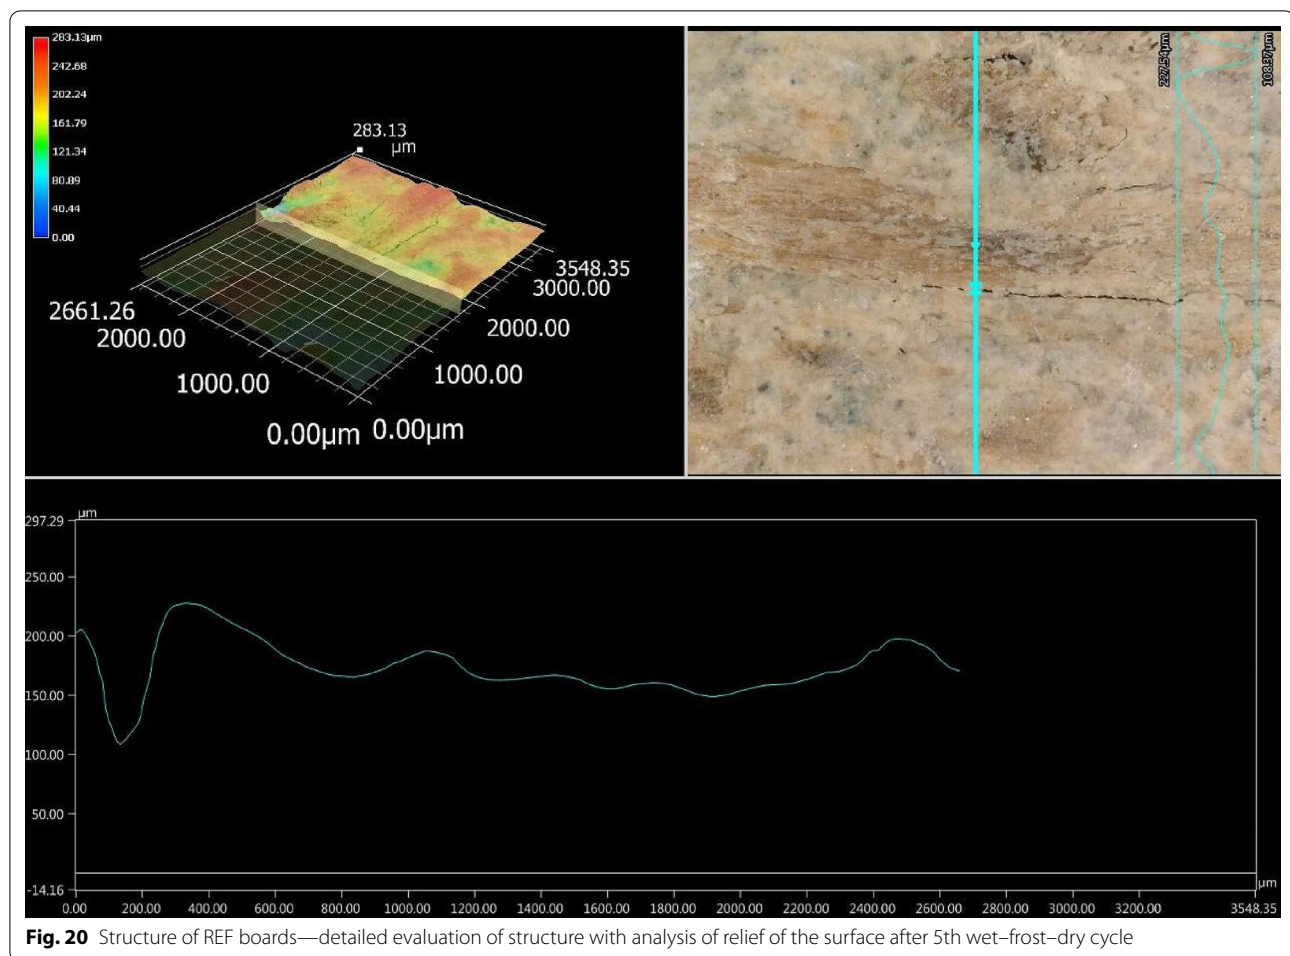 283.13µm
242.68
202.24
161.79
121.34
80.89
40.44
0.00
283.13
µm
3548.35
3000.00
2000.00
1000.00
0.00µm
2661.26
2000.00
1000.00
0.00µm
227.54µm
108.37µm
µm
297.29
250.00
200.00
150.00
100.00
50.00
-14.16
µm
0.00 200.00 400.00 600.00 800.00 1000.00 1200.00 1400.00 1600.00 1800.00 2000.00 2200.00 2400.00 2600.00 2800.00 3000.00 3200.00 3548.35
Fig. 20 Structure of REF boards—detailed evaluation of structure with analysis of relief of the surface after 5th wet–frost–dry cycle